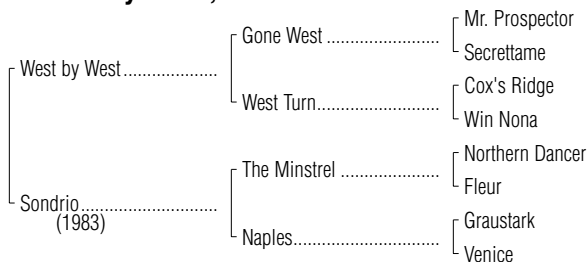 Mr. Prospector
Gone West
Secrettame
West by West
Cox's Ridge
West Turn
Win Nona
Northern Dancer
The Minstrel
Fleur
Sondrio
(1983)
Graustark
Naples
Venice